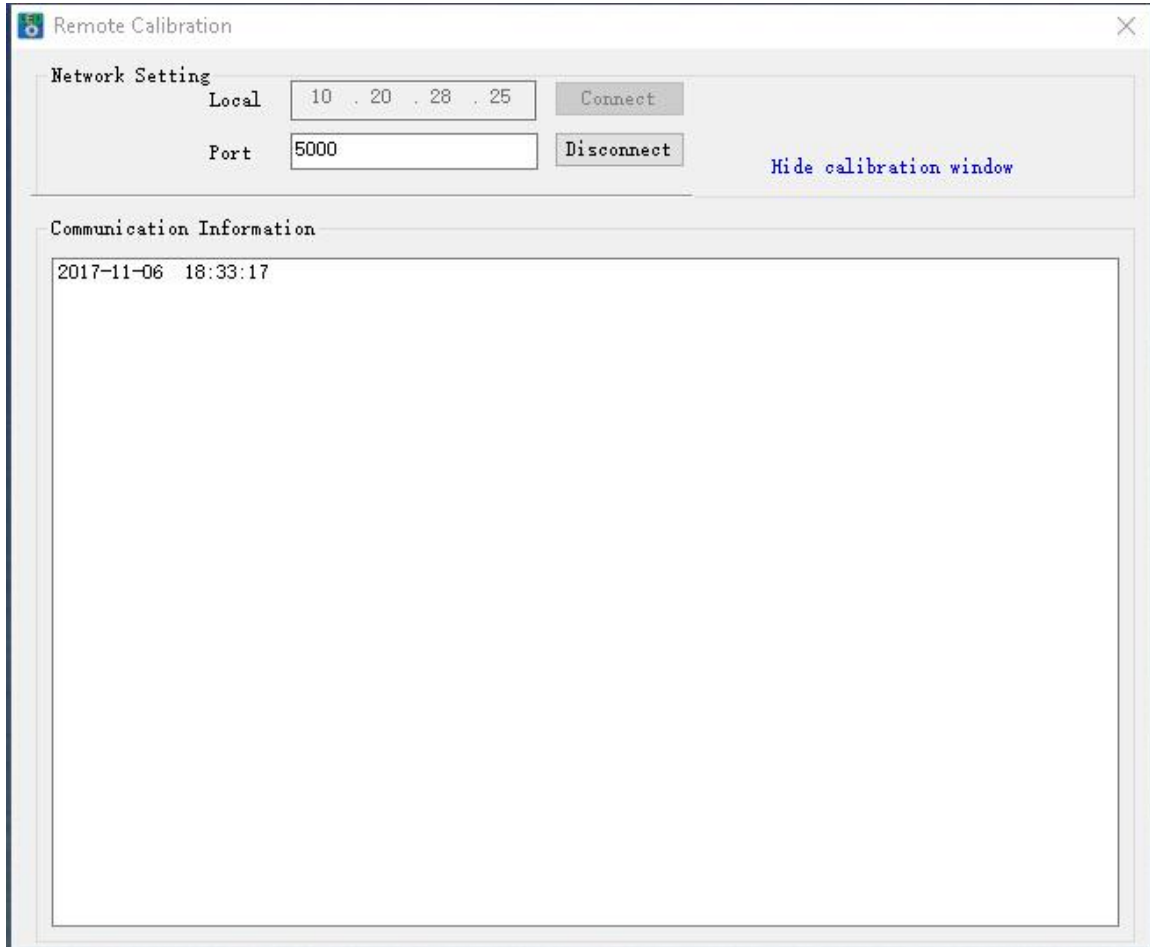 Remote Calibration
Network Setting
Local 10 . 20 . 28 . 25 Connect
Port 5000 Disconnect
Hide calibration window
Communication Information
2017-11-06 18:33:17